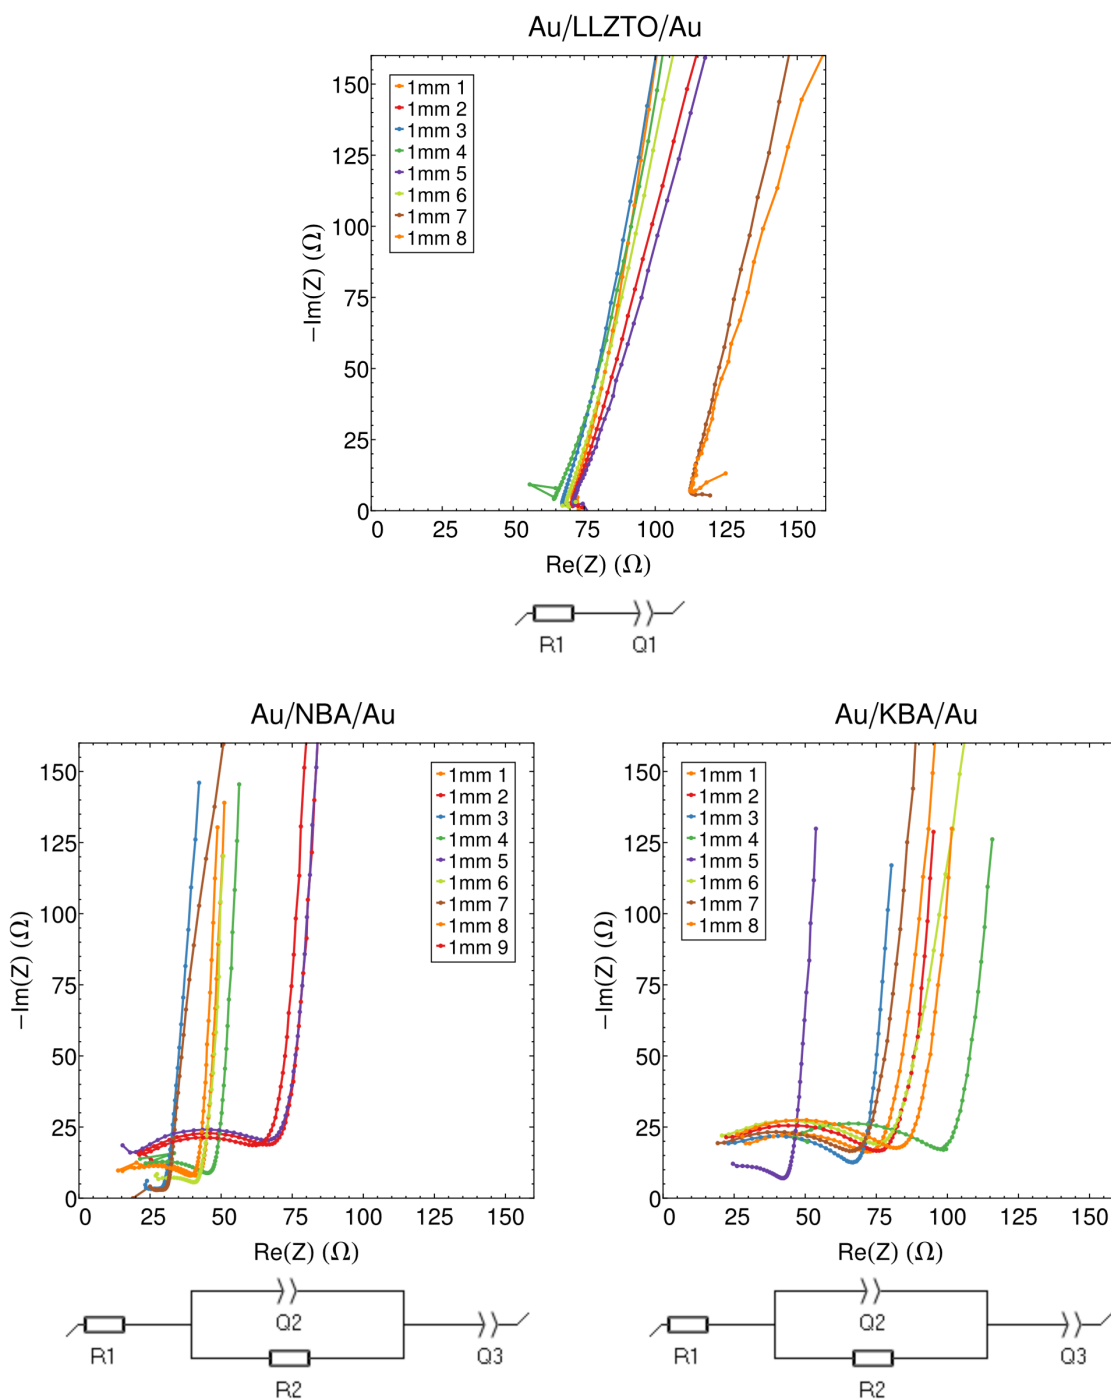 Au/LLZTO/Au
150
125
100
75
50
25
0
−Im(Z) (Ω)
1mm 1
1mm 2
1mm 3
1mm 4
1mm 5
1mm 6
1mm 7
1mm 8
0 25 50 75 100 125 150
Re(Z) (Ω)
R1 Q1
Au/NBA/Au
150
125
100
75
50
25
0
−Im(Z) (Ω)
1mm 1
1mm 2
1mm 3
1mm 4
1mm 5
1mm 6
1mm 7
1mm 8
1mm 9
0 25 50 75 100 125 150
Re(Z) (Ω)
Q2
R1 Q3
R2
Au/KBA/Au
150
125
100
75
50
25
0
−Im(Z) (Ω)
1mm 1
1mm 2
1mm 3
1mm 4
1mm 5
1mm 6
1mm 7
1mm 8
0 25 50 75 100 125 150
Re(Z) (Ω)
Q2
R1 Q3
R2